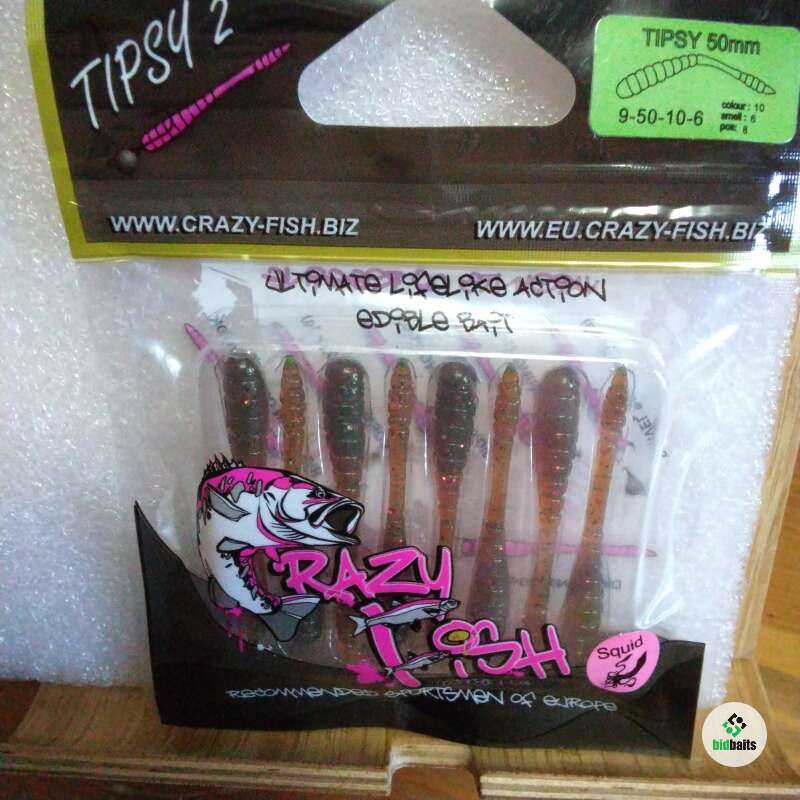 TIPSY 2
TIPSY 50mm
9-50-10-6
colour: 10
smell: 6
pcs: 8
WWW.CRAZY-FISH.BIZ
WWW.EU.CRAZY-FISH.BIZ
ULTIMATE LIFELIKE ACTION
EDIBLE BAIT
CRAZY
FISH
Squid
RECOMMENDED SPORTSMEN OF EUROPE
bidbaits